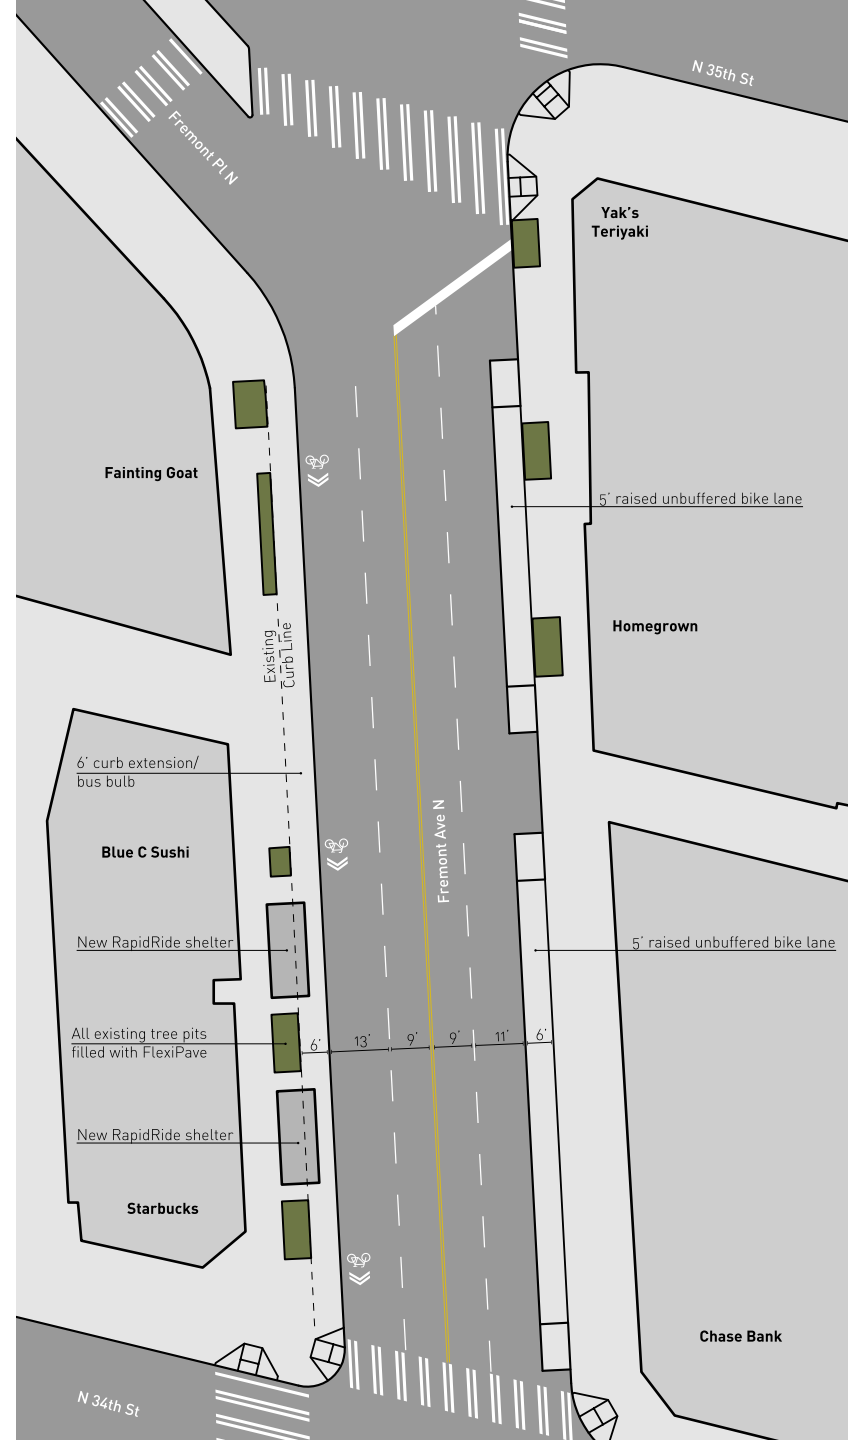 N 35th St
Fremont Pl N
Yak's
Teriyaki
Fainting Goat
5' raised unbuffered bike lane
Homegrown
Existing
Curb Line
6' curb extension/
bus bulb
Fremont Ave N
Blue C Sushi
New RapidRide shelter
5' raised unbuffered bike lane
All existing tree pits
filled with FlexiPave
6' 13' 9' 9' 11' 6'
New RapidRide shelter
Starbucks
Chase Bank
N 34th St